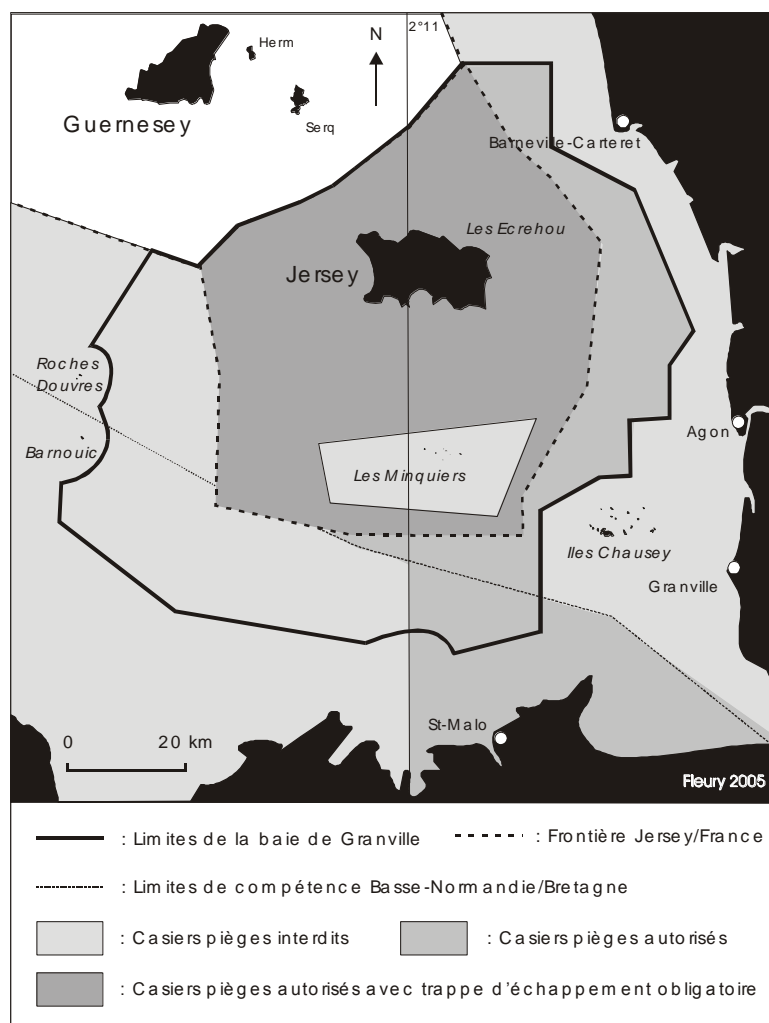 2°11
Herm
N
Serq
Guernesey
Barneville-Carteret
Les Ecrehou
Jersey
Roches
Douvres
Barnouic
Agon
Les Minquiers
Iles Chausey
Granville
St-Malo
0 20 km
Fleury 2005
: Limites de la baie de Granville
: Frontière Jersey/France
: Limites de compétence Basse-Normandie/Bretagne
: Casiers pièges interdits
: Casiers pièges autorisés
: Casiers pièges autorisés avec trappe d'échappement obligatoire